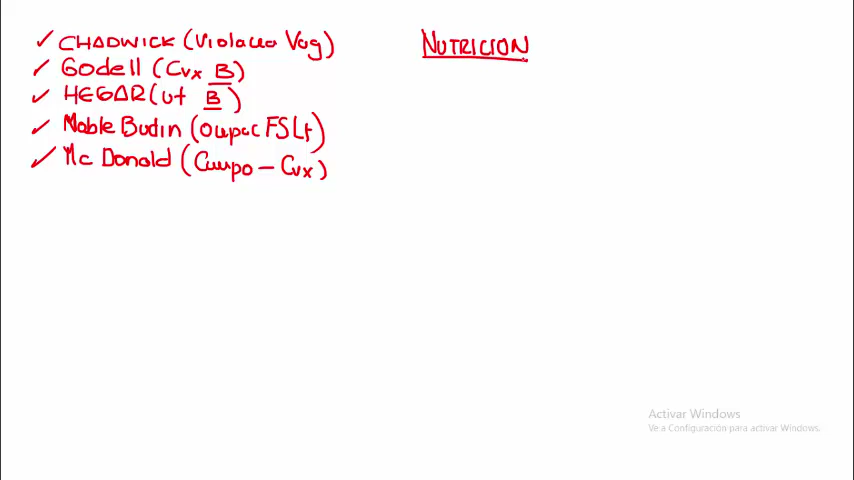 ✓ CHADWICK (Violaceo Vag)
✓ GOdell (Cvx B)
✓ HEGAR (ut B)
✓ Noble Budin (Ocupac FSLt)
✓ Mc Donald (Cuerpo - Cvx)
NUTRICION
Activar Windows
Ve a Configuración para activar Windows.